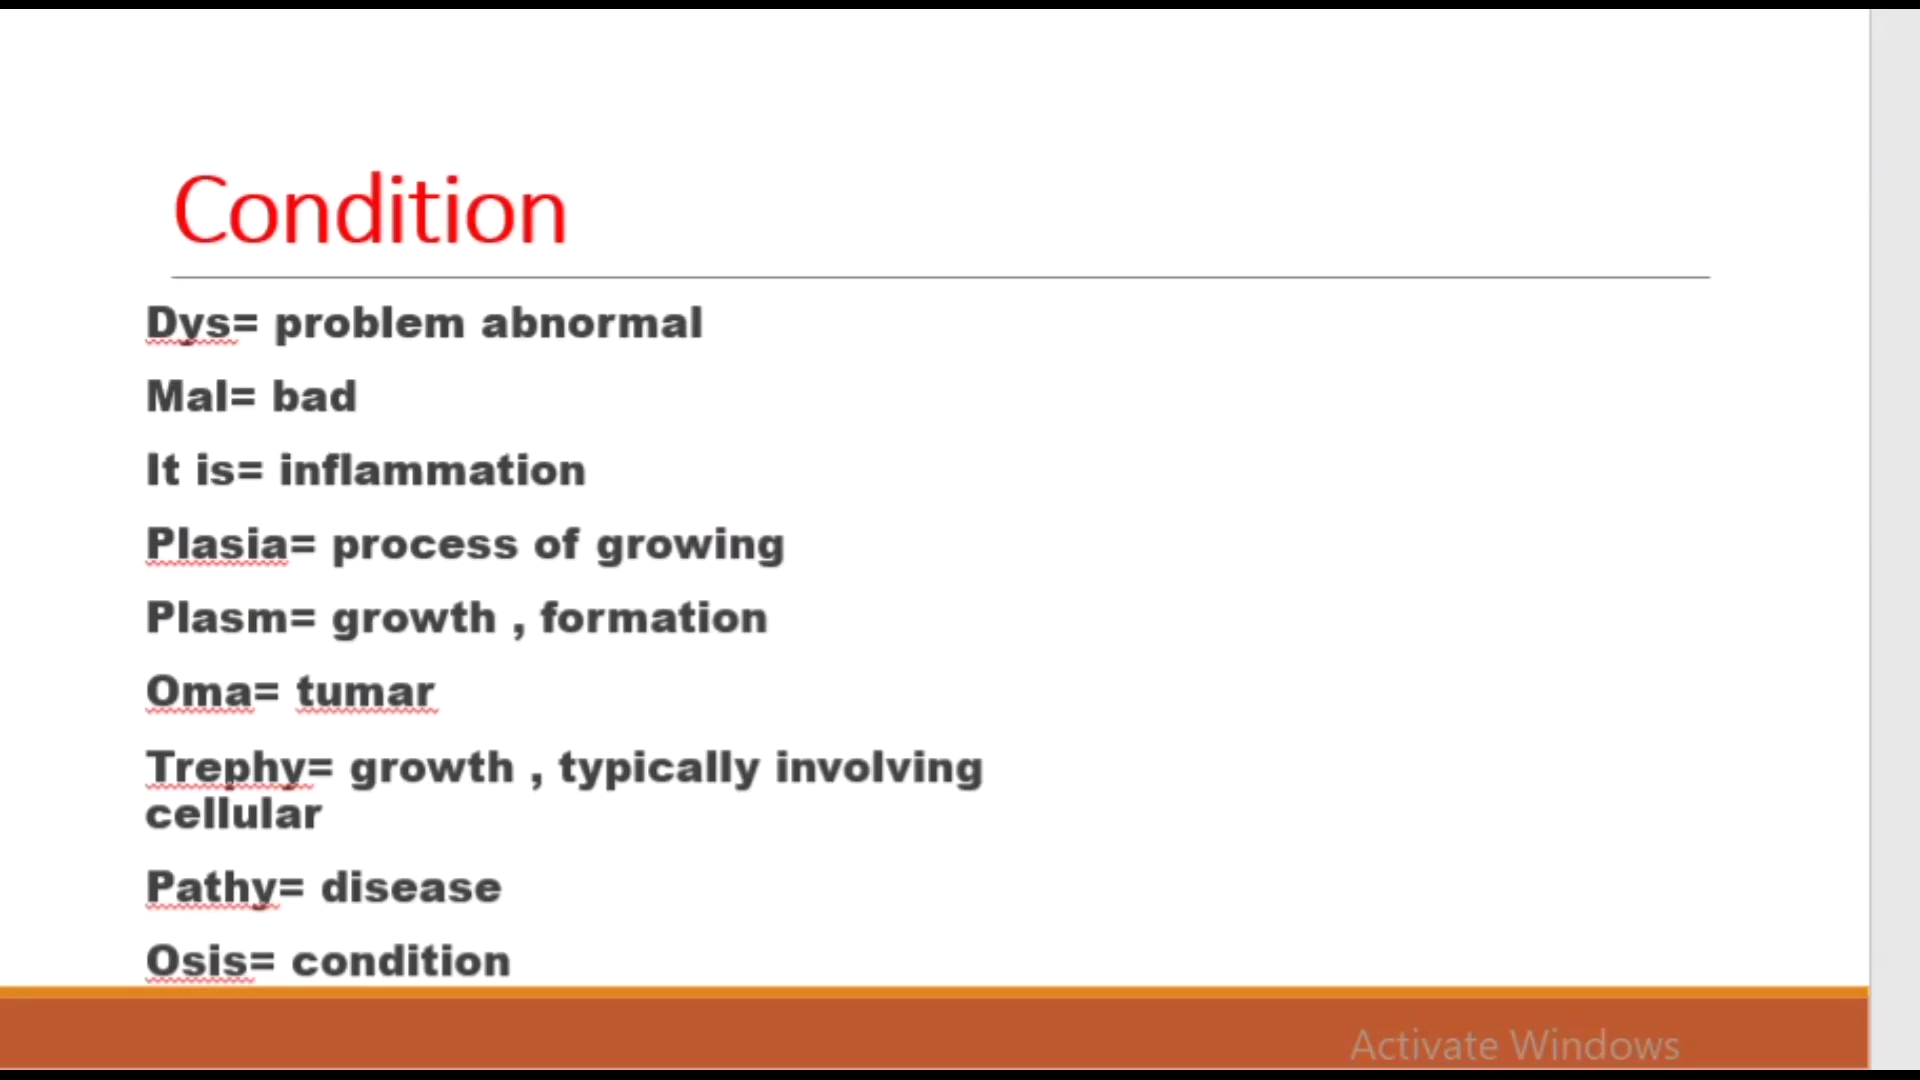 Condition
Dys= problem abnormal
Mal= bad
It is= inflammation
Plasia= process of growing
Plasm= growth , formation
Oma= tumar
Trephy= growth , typically involving
cellular
Pathy= disease
Osis= condition
Activate Windows